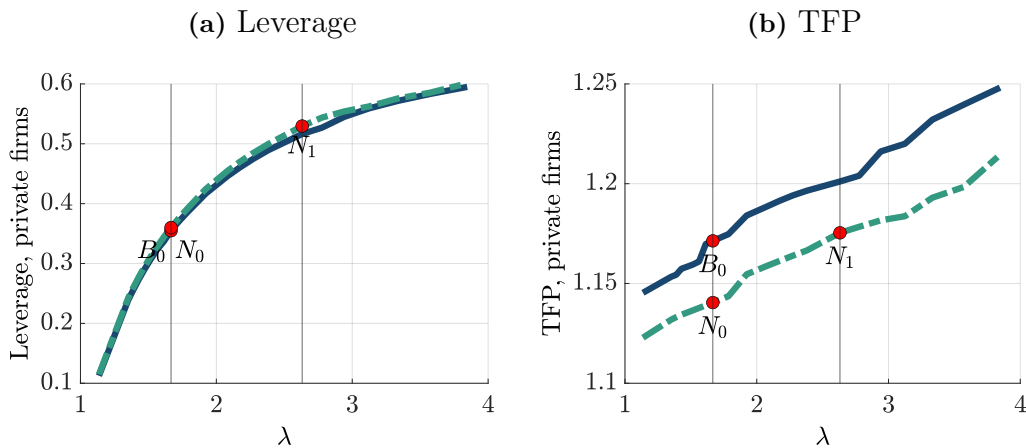 (a) Leverage
Leverage, private firms
0.6
0.5
0.4
0.3
0.2
0.1
B₀ N₀
N₁
1 2 3 4
λ
(b) TFP
TFP, private firms
1.25
1.2
1.15
1.1
B₀
N₀
N₁
1 2 3 4
λ